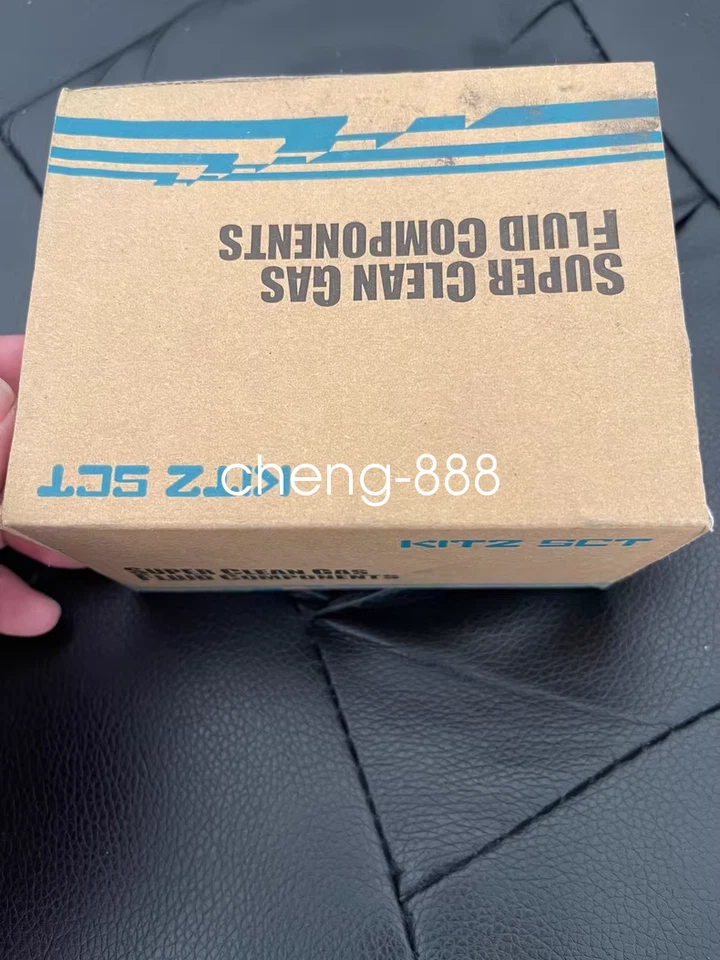 SUPER CLEAN GAS
FLUID COMPONENTS
KITZ SCT
cheng-888
KITZ SCT
SUPER CLEAN GAS
FLUID COMPONENTS